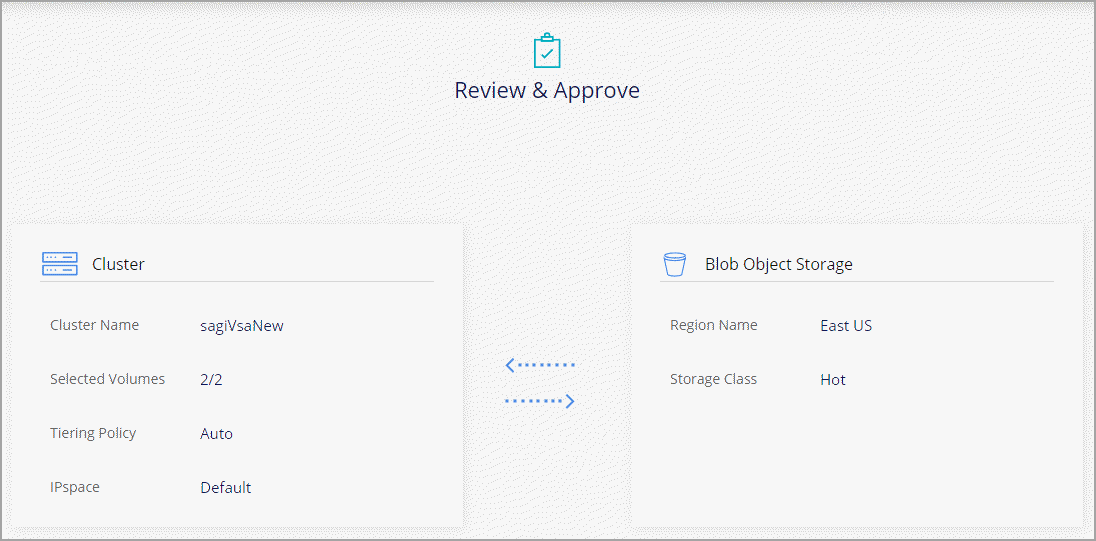 Review & Approve
Cluster
Cluster Name sagiVsaNew
Selected Volumes 2/2
Tiering Policy Auto
IPspace Default
Blob Object Storage
Region Name East US
Storage Class Hot